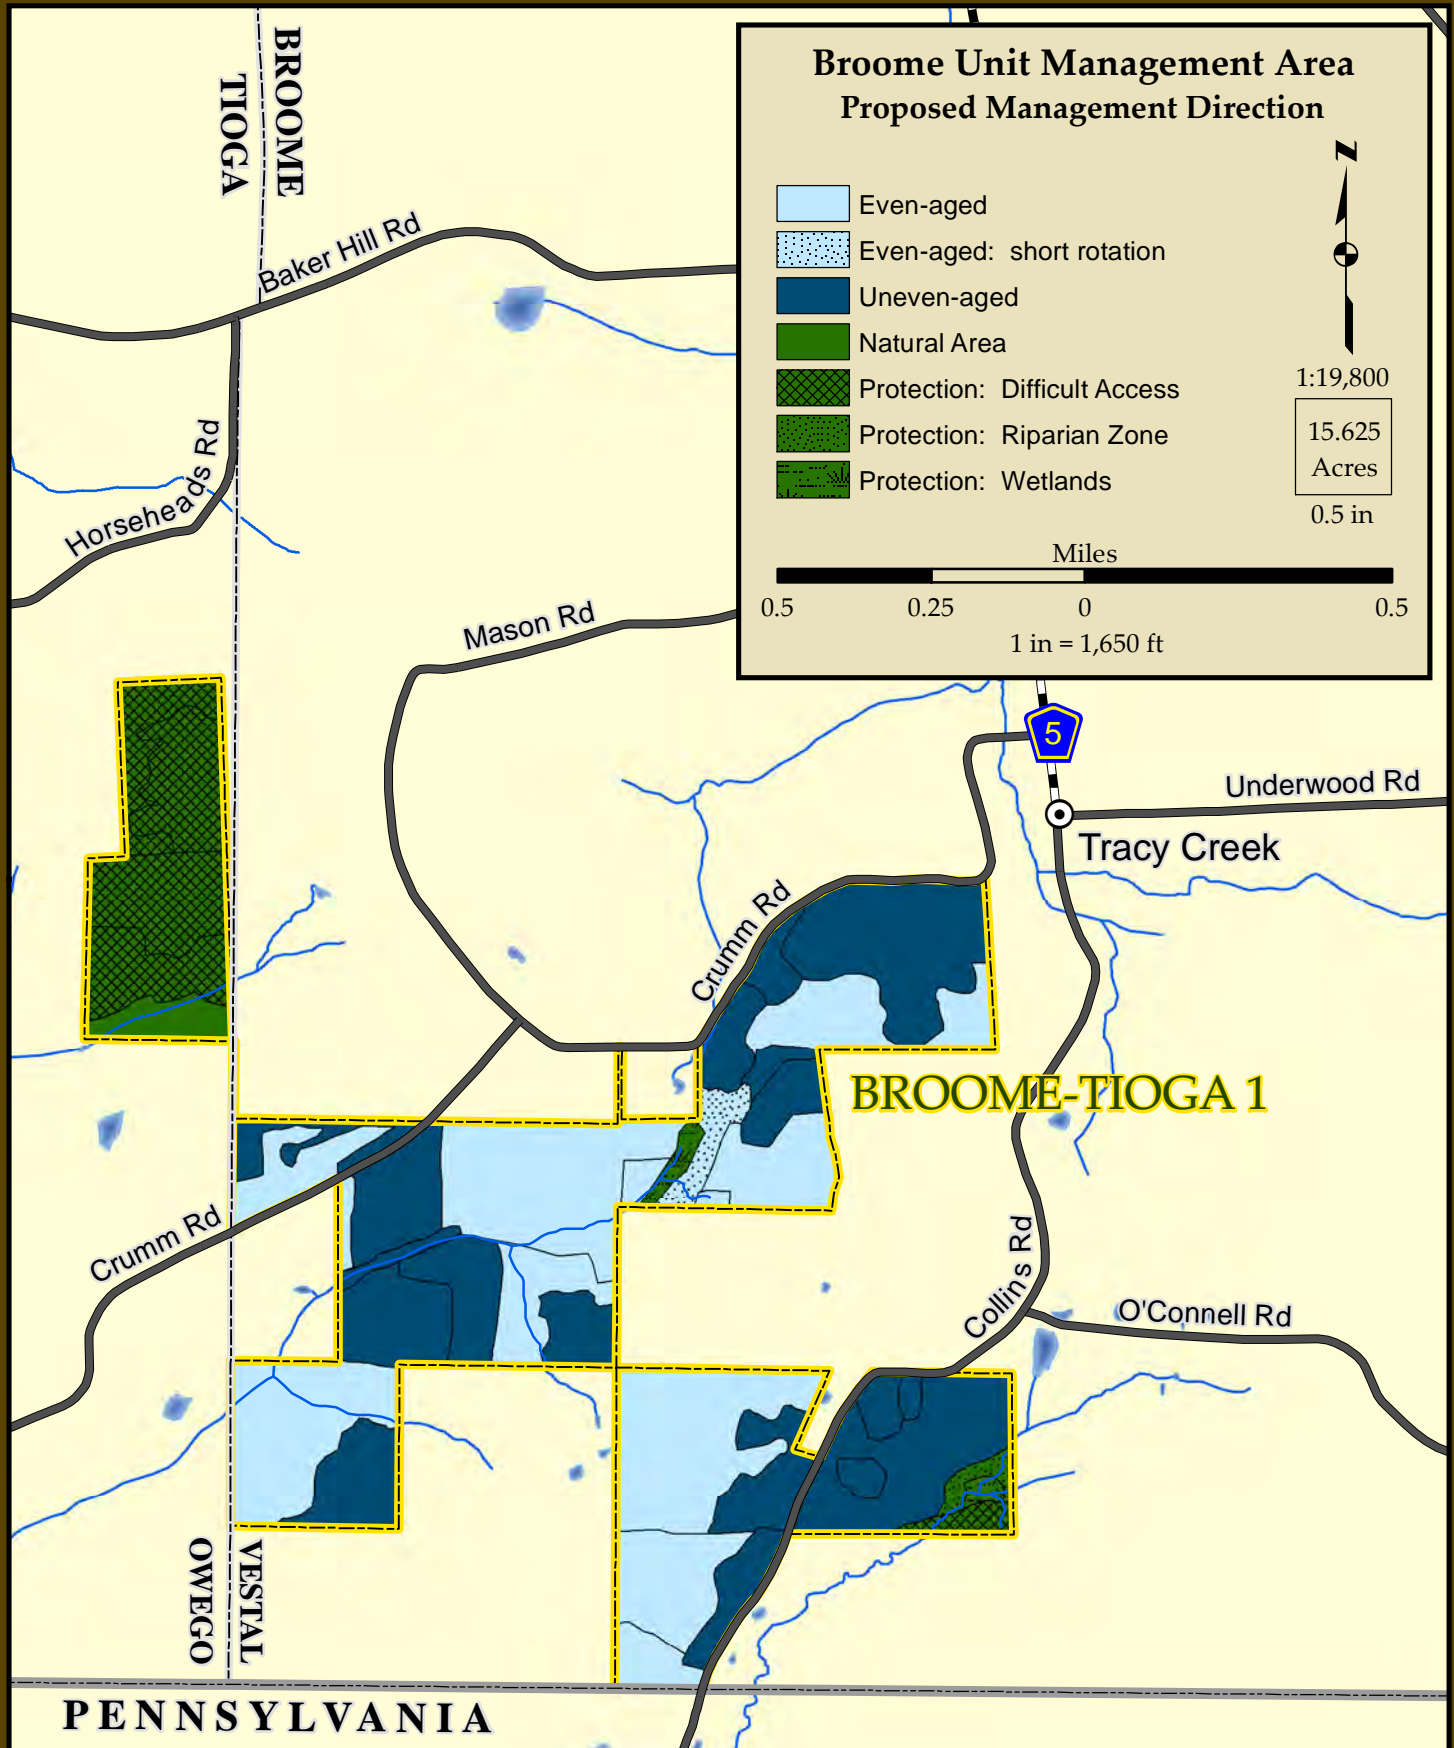 Broome Unit Management Area
Proposed Management Direction
N
Even-aged
Even-aged: short rotation
Uneven-aged
Natural Area
Protection: Difficult Access
Protection: Riparian Zone
Protection: Wetlands
1:19,800
15.625
Acres
0.5 in
Miles
0.5 0.25 0 0.5
1 in = 1,650 ft
BROOME
TIOGA
Baker Hill Rd
Horseheads Rd
Mason Rd
5
Underwood Rd
Tracy Creek
Crumm Rd
BROOME-TIOGA 1
Crumm Rd
Collins Rd
O'Connell Rd
VESTAL
OWEGO
PENNSYLVANIA